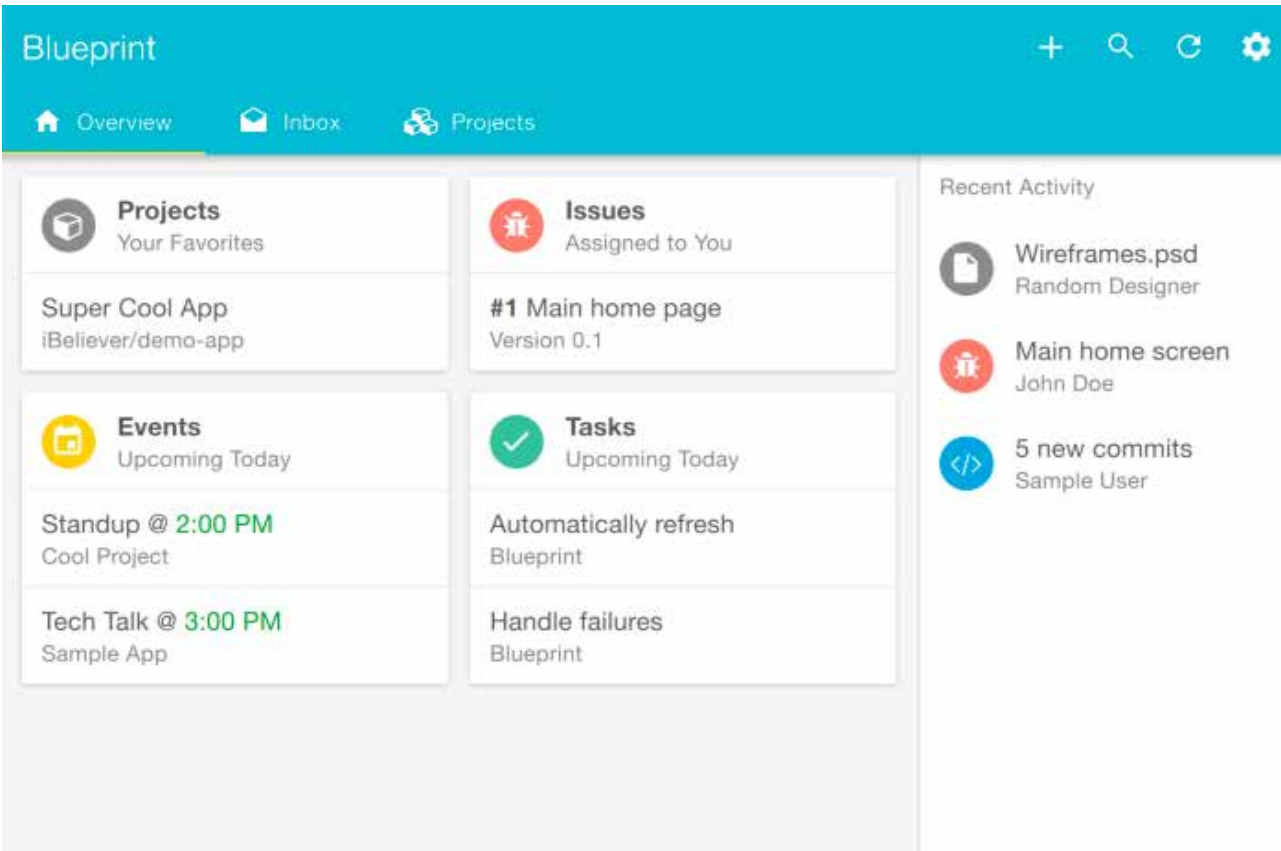 Blueprint
Overview
Inbox
Projects
Projects
Your Favorites
Super Cool App
iBeliever/demo-app
Issues
Assigned to You
#1 Main home page
Version 0.1
Events
Upcoming Today
Standup @ 2:00 PM
Cool Project
Tech Talk @ 3:00 PM
Sample App
Tasks
Upcoming Today
Automatically refresh
Blueprint
Handle failures
Blueprint
Recent Activity
Wireframes.psd
Random Designer
Main home screen
John Doe
5 new commits
Sample User